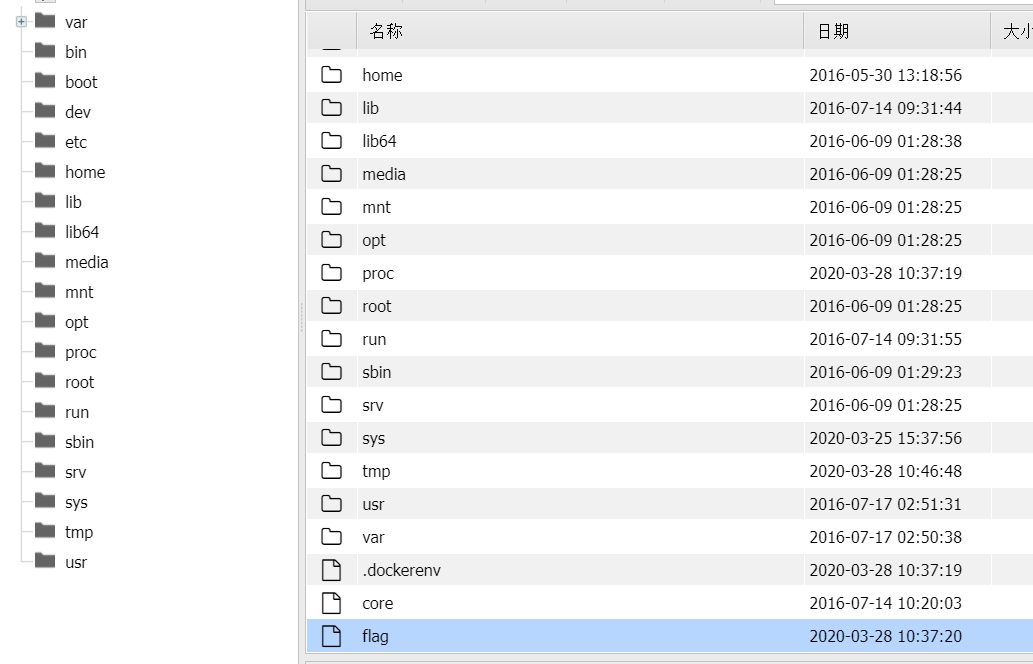 var
bin
boot
dev
etc
home
lib
lib64
media
mnt
opt
proc
root
run
sbin
srv
sys
tmp
usr
名称 日期 大小
home 2016-05-30 13:18:56
lib 2016-07-14 09:31:44
lib64 2016-06-09 01:28:38
media 2016-06-09 01:28:25
mnt 2016-06-09 01:28:25
opt 2016-06-09 01:28:25
proc 2020-03-28 10:37:19
root 2016-06-09 01:28:25
run 2016-07-14 09:31:55
sbin 2016-06-09 01:29:23
srv 2016-06-09 01:28:25
sys 2020-03-25 15:37:56
tmp 2020-03-28 10:46:48
usr 2016-07-17 02:51:31
var 2016-07-17 02:50:38
.dockerenv 2020-03-28 10:37:19
core 2016-07-14 10:20:03
flag 2020-03-28 10:37:20